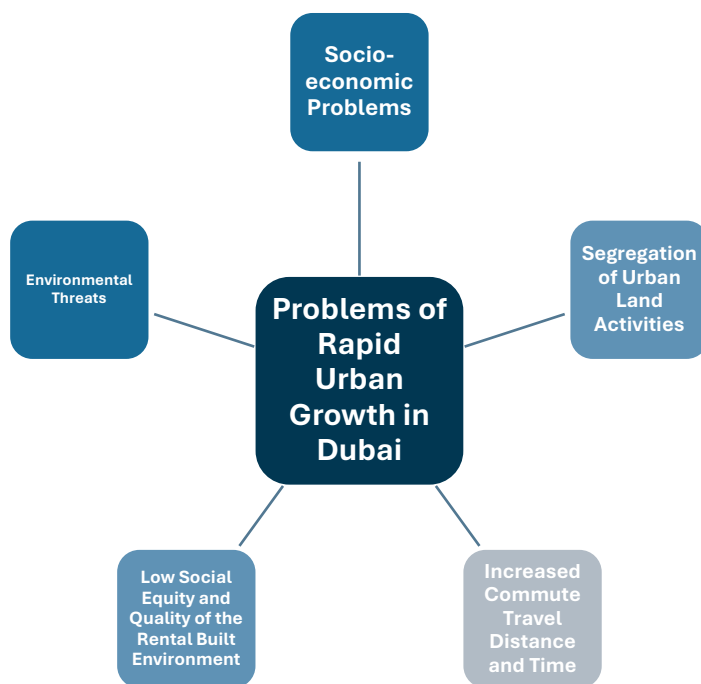 Socio-
economic
Problems
Segregation
of Urban
Land
Activities
Environmental
Threats
Problems of
Rapid
Urban
Growth in
Dubai
Low Social
Equity and
Quality of the
Rental Built
Environment
Increased
Commute
Travel
Distance
and Time